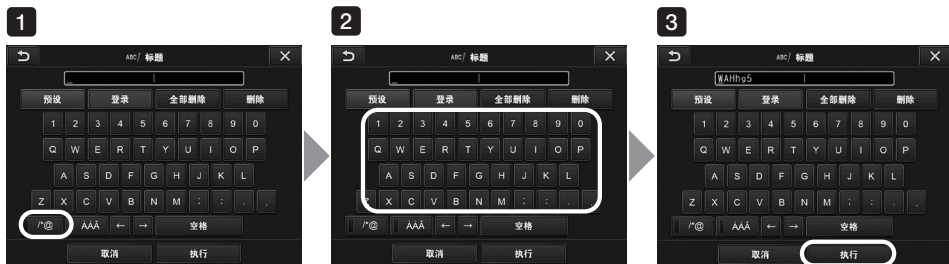 1
ABC/ 标题
预设 登录 全部删除 删除
1 2 3 4 5 6 7 8 9 0
Q W E R T Y U I O P
A S D F G H J K L
Z X C V B N M ; : , .
/*@ ÀÁÂ ← → 空格
取消 执行
2
ABC/ 标题
预设 登录 全部删除 删除
1 2 3 4 5 6 7 8 9 0
Q W E R T Y U I O P
A S D F G H J K L
Z X C V B N M ; : , .
/*@ ÀÁÂ ← → 空格
取消 执行
3
ABC/ 标题
WAHhg5
预设 登录 全部删除 删除
1 2 3 4 5 6 7 8 9 0
Q W E R T Y U I O P
A S D F G H J K L
Z X C V B N M ; : , .
/*@ ÀÁÂ ← → 空格
取消 执行